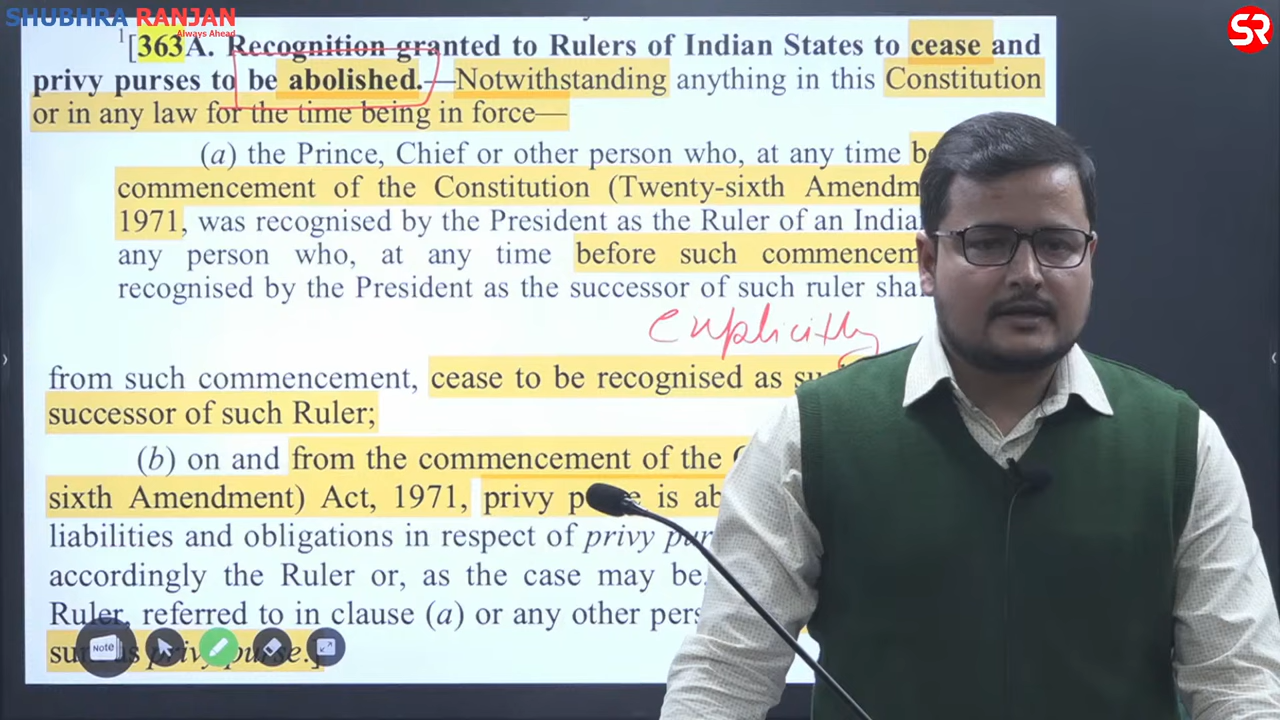 SHUBHRA RANJAN
Always Ahead
SR
1[363A. Recognition granted to Rulers of Indian States to cease and
privy purses to be abolished.—Notwithstanding anything in this Constitution
or in any law for the time being in force—
(a) the Prince, Chief or other person who, at any time
commencement of the Constitution (Twenty-sixth
1971, was recognised by the President as the Ruler of an
any person who, at any time before such
recognised by the President as the successor of such ruler
explicitly
from such commencement, cease to be recognised as
successor of such Ruler;
(b) on and from the commencement of the
sixth Amendment) Act, 1971, privy is
liabilities and obligations in respect of privy
accordingly the Ruler or, as the case may be,
Ruler, referred to in clause (a) or any other
privy purse.]
Note